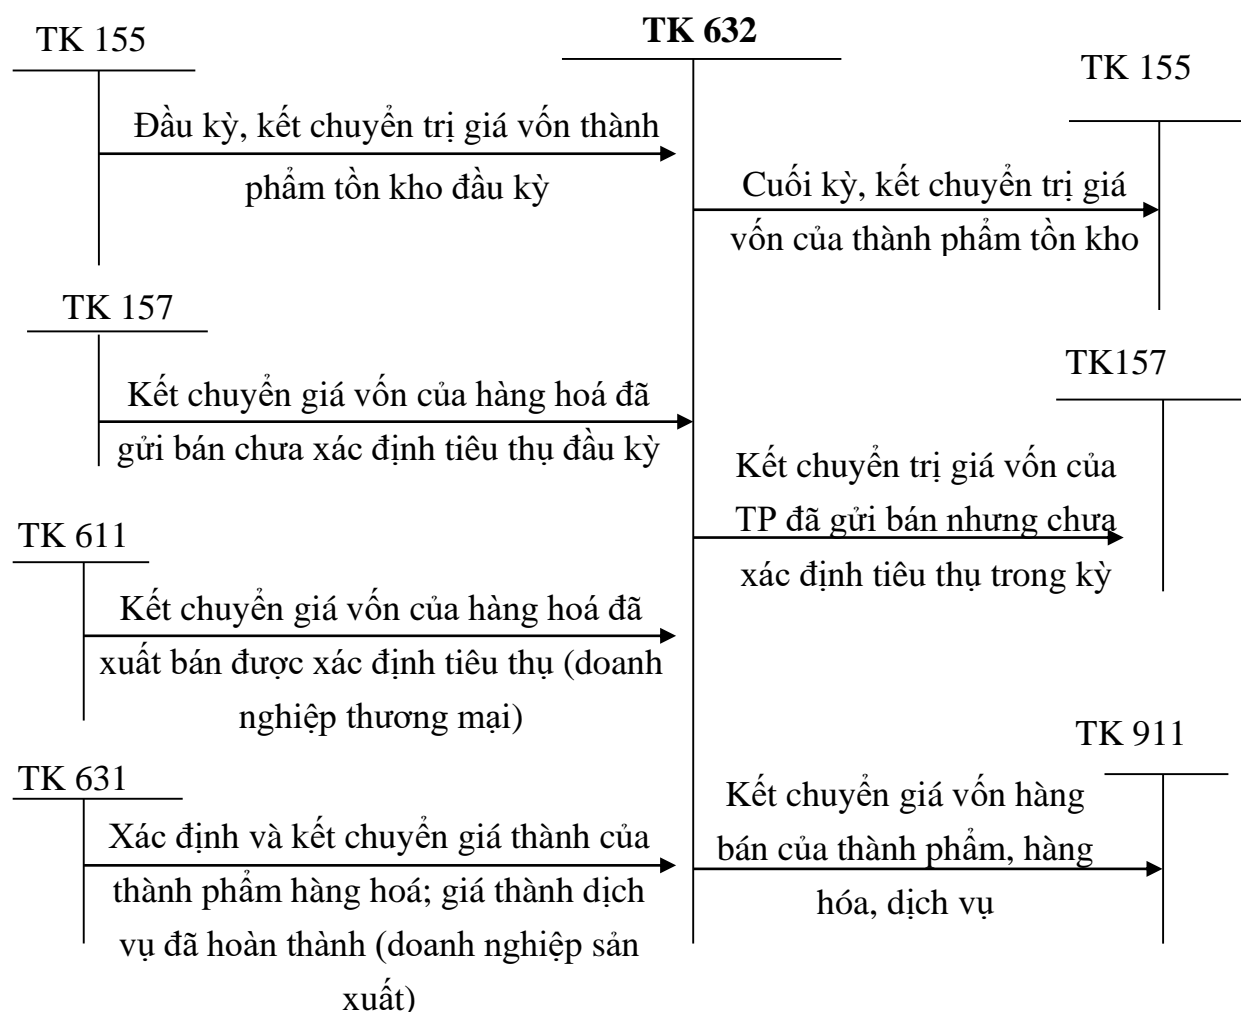 TK 155
Đầu kỳ, kết chuyển trị giá vốn thành
phẩm tồn kho đầu kỳ
TK 157
Kết chuyển giá vốn của hàng hoá đã
gửi bán chưa xác định tiêu thụ đầu kỳ
TK 611
Kết chuyển giá vốn của hàng hoá đã
xuất bán được xác định tiêu thụ (doanh
nghiệp thương mại)
TK 631
Xác định và kết chuyển giá thành của
thành phẩm hàng hoá; giá thành dịch
vụ đã hoàn thành (doanh nghiệp sản
xuất)
TK 632
TK 155
Cuối kỳ, kết chuyển trị giá
vốn của thành phẩm tồn kho
TK157
Kết chuyển trị giá vốn của
TP đã gửi bán nhưng chưa
xác định tiêu thụ trong kỳ
TK 911
Kết chuyển giá vốn hàng
bán của thành phẩm, hàng
hóa, dịch vụ